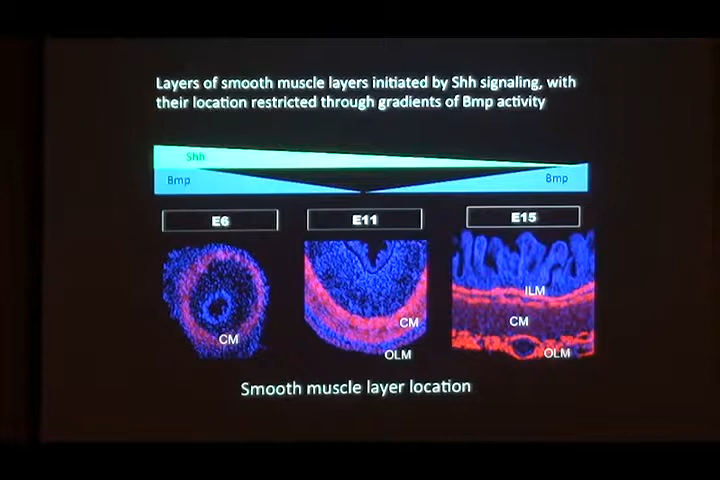 Layers of smooth muscle layers initiated by Shh signaling, with
their location restricted through gradients of Bmp activity
Shh
Bmp
Bmp
E6
E11
E15
CM
CM
OLM
ILM
CM
OLM
Smooth muscle layer location